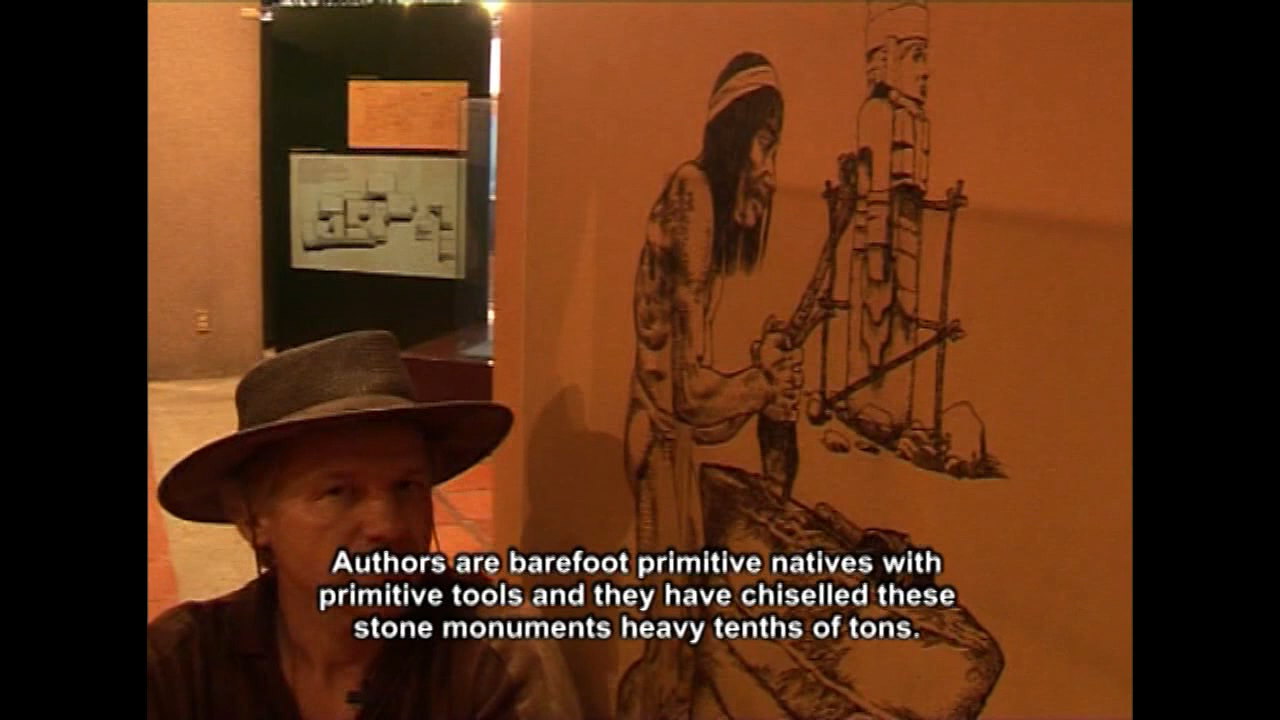 Authors are barefoot primitive natives with
primitive tools and they have chiselled these
stone monuments heavy tenths of tons.